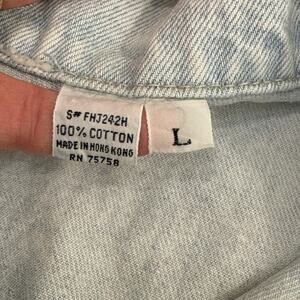 S# FHJ242H
100% COTTON
MADE IN HONG KONG
RN 75758
L